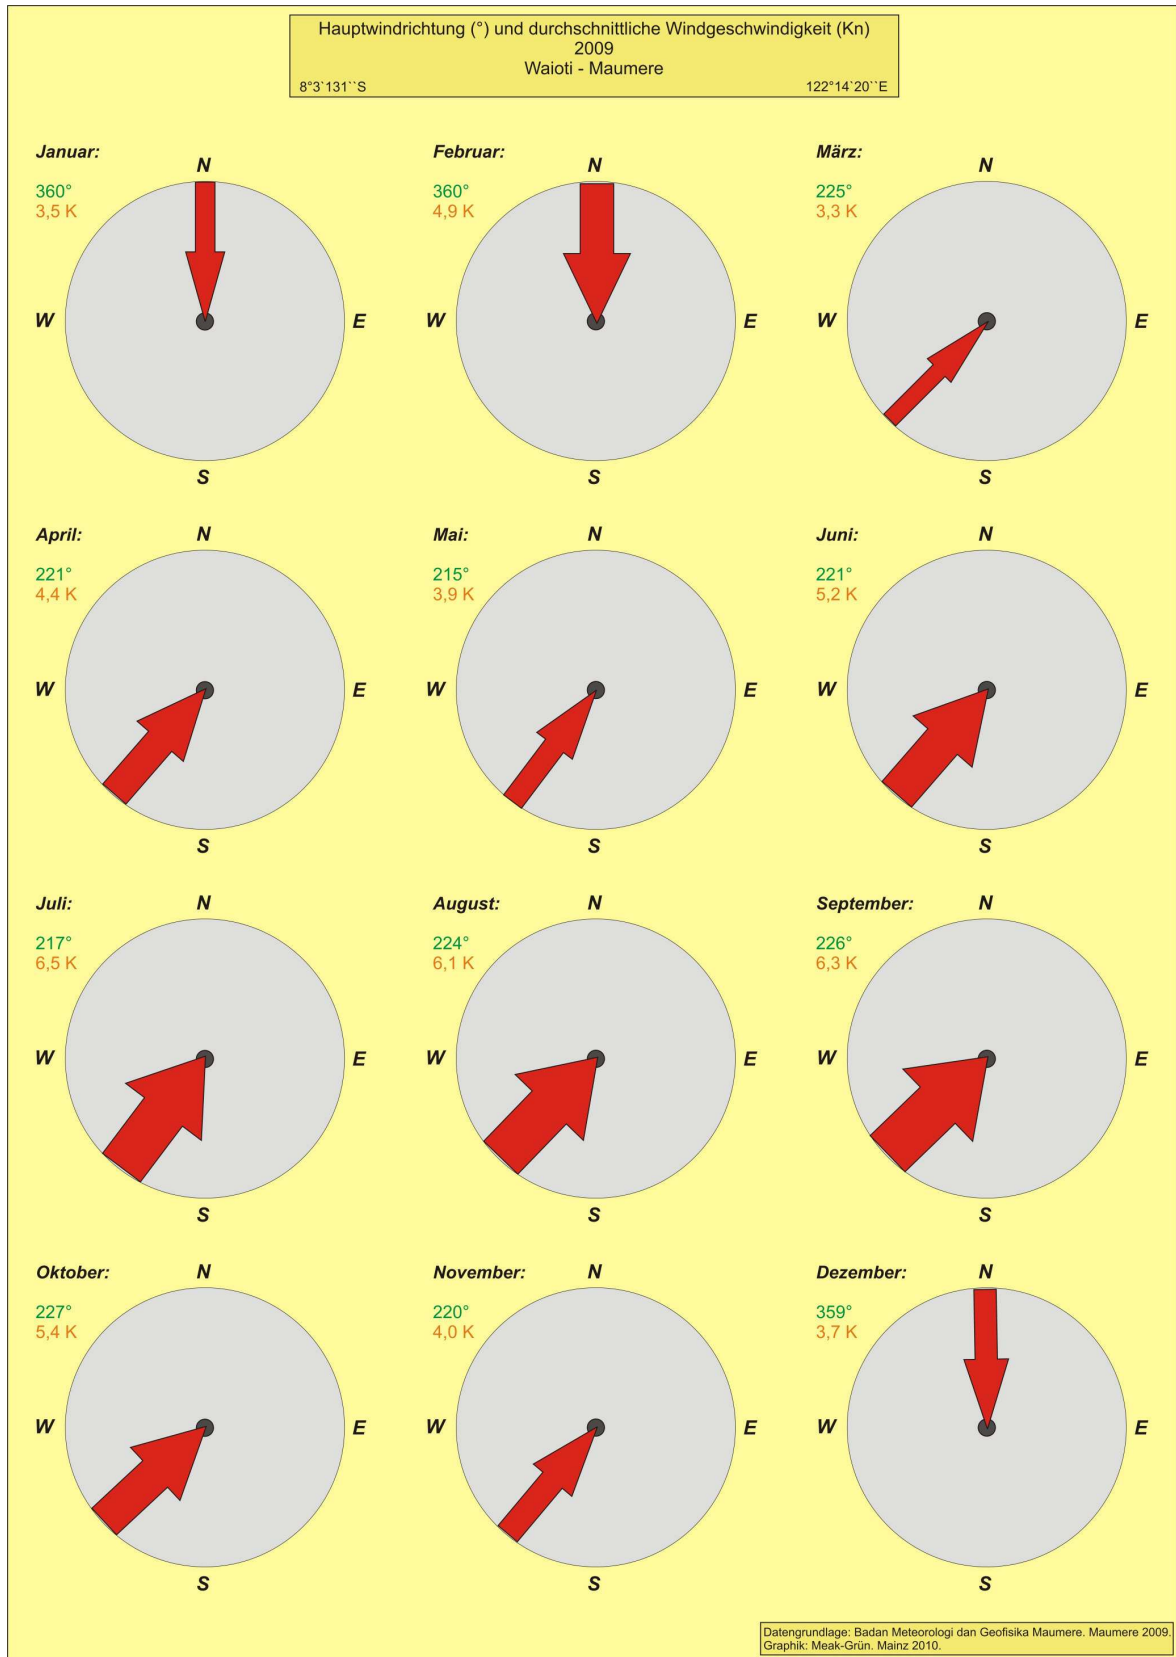 Hauptwindrichtung (°) und durchschnittliche Windgeschwindigkeit (Kn)
2009
Waioti - Maumere
8°3`131``S 122°14`20``E
Januar:
360°
3,5 K
N
W
E
S
Februar:
360°
4,9 K
N
W
E
S
März:
225°
3,3 K
N
W
E
S
April:
221°
4,4 K
N
W
E
S
Mai:
215°
3,9 K
N
W
E
S
Juni:
221°
5,2 K
N
W
E
S
Juli:
217°
6,5 K
N
W
E
S
August:
224°
6,1 K
N
W
E
S
September:
226°
6,3 K
N
W
E
S
Oktober:
227°
5,4 K
N
W
E
S
November:
220°
4,0 K
N
W
E
S
Dezember:
359°
3,7 K
N
W
E
S
Datengrundlage: Badan Meteorologi dan Geofisika Maumere. Maumere 2009.
Graphik: Meak-Grün. Mainz 2010.